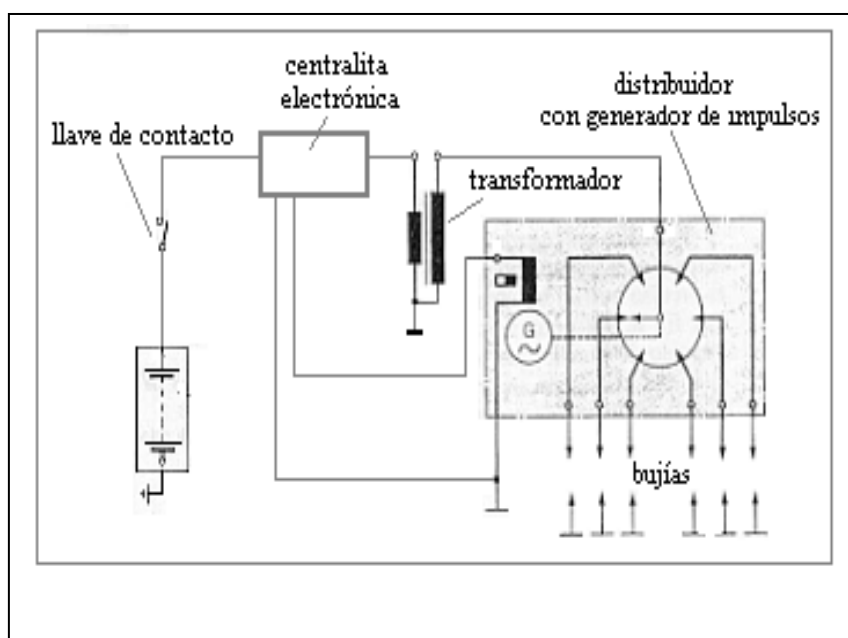 centralita
electrónica
distribuidor
con generador de impulsos
llave de contacto
transformador
G
bujías